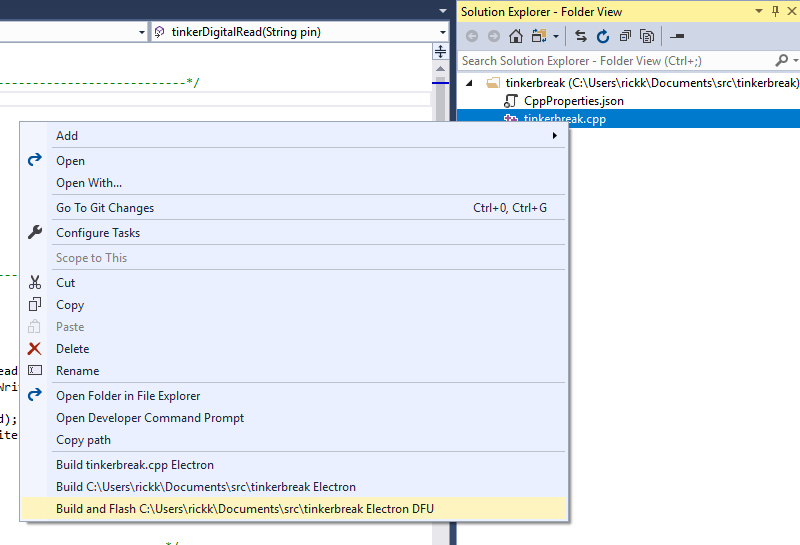 tinkerDigitalRead(String pin)
Solution Explorer - Folder View
Search Solution Explorer - Folder View (Ctrl+;)
--------------------------*/
tinkerbreak (C:\Users\rickk\Documents\src\tinkerbreak)
CppProperties.json
tinkerbreak.cpp
Add
Open
Open With...
Go To Git Changes Ctrl+0, Ctrl+G
Configure Tasks
Scope to This
Cut
Copy
Paste
Delete
Rename
Open Folder in File Explorer
Open Developer Command Prompt
Copy path
Build tinkerbreak.cpp Electron
Build C:\Users\rickk\Documents\src\tinkerbreak Electron
Build and Flash C:\Users\rickk\Documents\src\tinkerbreak Electron DFU